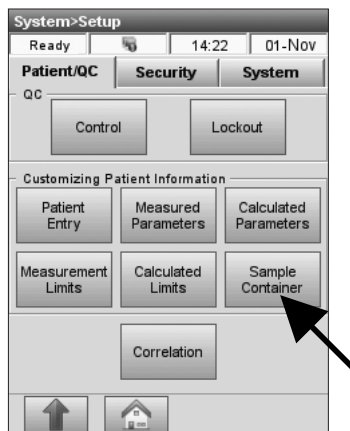 System>Setup
Ready 14:22 01-Nov
Patient/QC Security System
QC
Control Lockout
Customizing Patient Information
Patient Entry Measured Parameters Calculated Parameters
Measurement Limits Calculated Limits Sample Container
Correlation